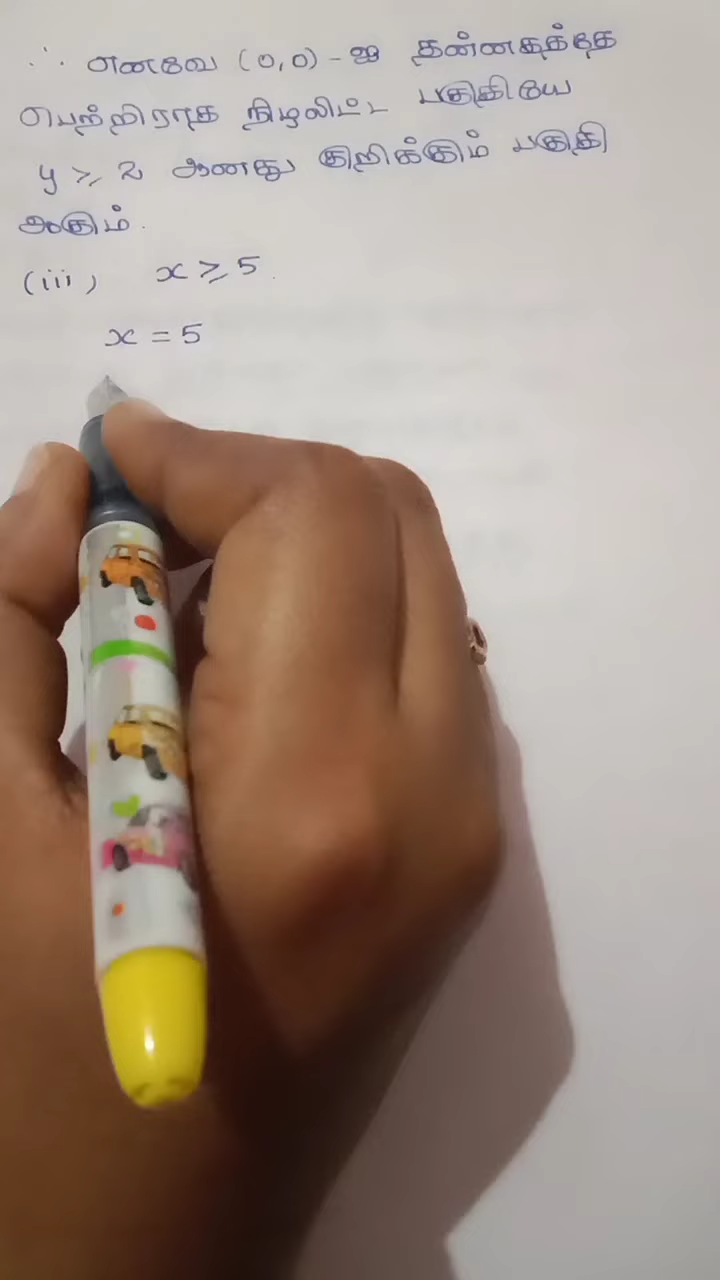 ∴ எனவே (0,0) - ஐ தன்னகத்தே
பெற்றிராத நிழலிட்ட பகுதியே
y ⩾ 2 ஆனது குறிக்கும் பகுதி
ஆகும்.
(iii) x ⩾ 5.
x = 5